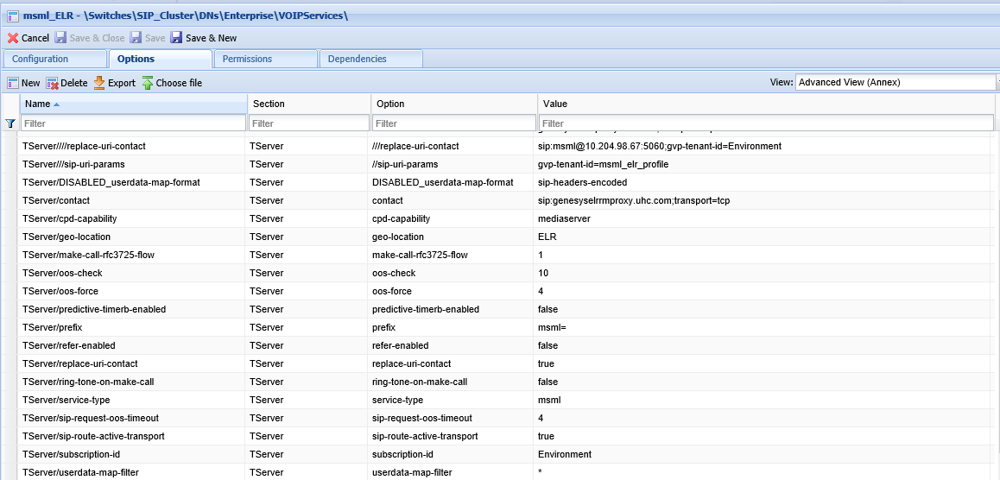 msml_ELR - \Switches\SIP_Cluster\DNs\Enterprise\VOIPServices\
Cancel Save & Close Save Save & New
Configuration Options Permissions Dependencies
New Delete Export Choose file View: Advanced View (Annex)
Name Section Option Value
Filter Filter Filter Filter
TServer////replace-uri-contact TServer ///replace-uri-contact sip:msml@10.204.98.67:5060;gvp-tenant-id=Environment
TServer///sip-uri-params TServer //sip-uri-params gvp-tenant-id=msml_elr_profile
TServer/DISABLED_userdata-map-format TServer DISABLED_userdata-map-format sip-headers-encoded
TServer/contact TServer contact sip:genesyselrrmproxy.uhc.com;transport=tcp
TServer/cpd-capability TServer cpd-capability mediaserver
TServer/geo-location TServer geo-location ELR
TServer/make-call-rfc3725-flow TServer make-call-rfc3725-flow 1
TServer/oos-check TServer oos-check 10
TServer/oos-force TServer oos-force 4
TServer/predictive-timerb-enabled TServer predictive-timerb-enabled false
TServer/prefix TServer prefix msml=
TServer/refer-enabled TServer refer-enabled false
TServer/replace-uri-contact TServer replace-uri-contact true
TServer/ring-tone-on-make-call TServer ring-tone-on-make-call false
TServer/service-type TServer service-type msml
TServer/sip-request-oos-timeout TServer sip-request-oos-timeout 4
TServer/sip-route-active-transport TServer sip-route-active-transport true
TServer/subscription-id TServer subscription-id Environment
TServer/userdata-map-filter TServer userdata-map-filter *